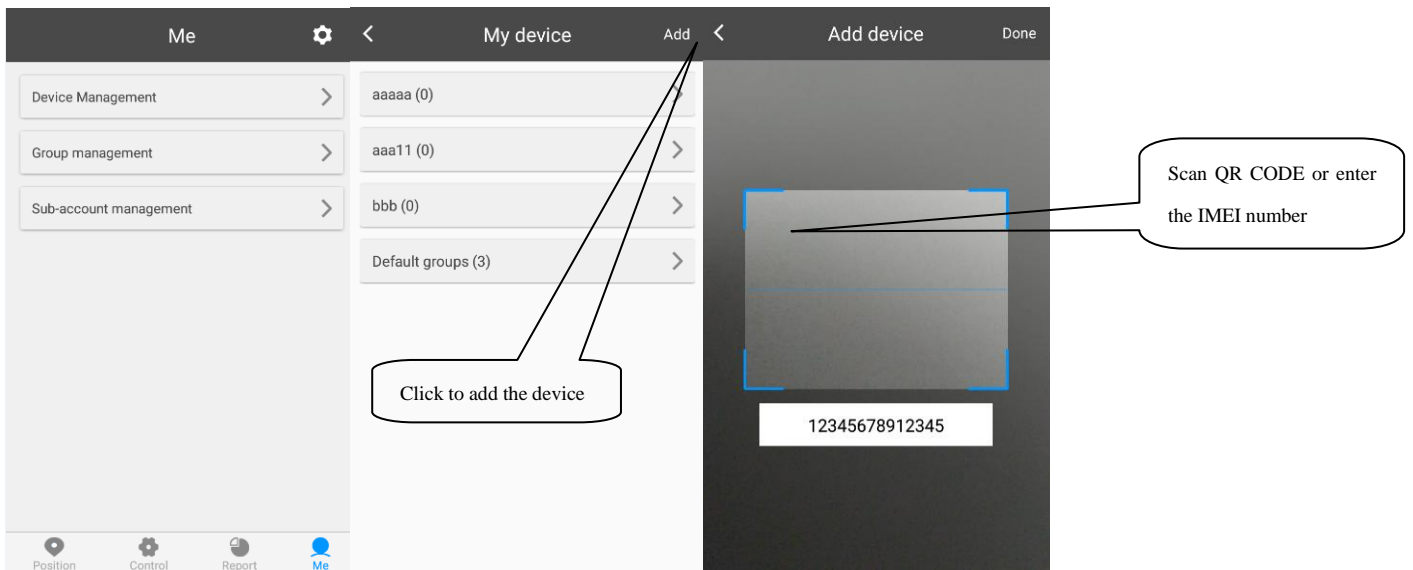 Me
Device Management
Group management
Sub-account management
Position
Control
Report
Me
My device
Add
aaaaa (0)
aaa11 (0)
bbb (0)
Default groups (3)
Click to add the device
Add device
Done
12345678912345
Scan QR CODE or enter
the IMEI number